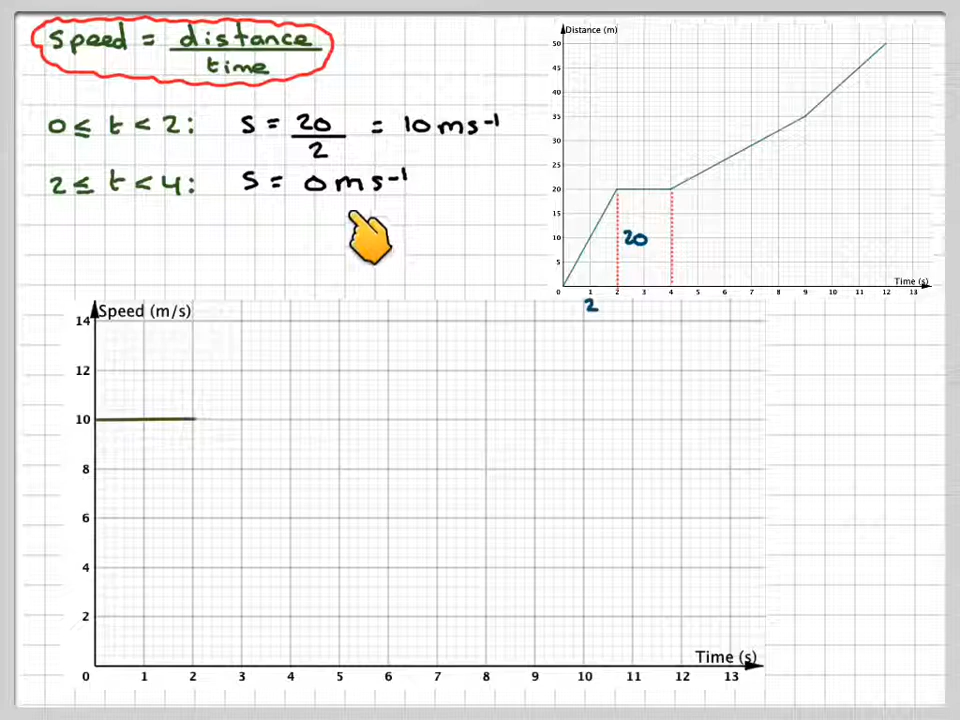 speed = distance
time
0 ≤ t < 2: s = 20 = 10ms⁻¹
2
2 ≤ t < 4: s = 0ms⁻¹
Distance (m)
50
45
40
35
30
25
20
15
20
10
5
Time (s)
0 1 2 3 4 5 6 7 8 9 10 11 12 13
2
Speed (m/s)
14
12
10
8
6
4
2
Time (s)
0 1 2 3 4 5 6 7 8 9 10 11 12 13